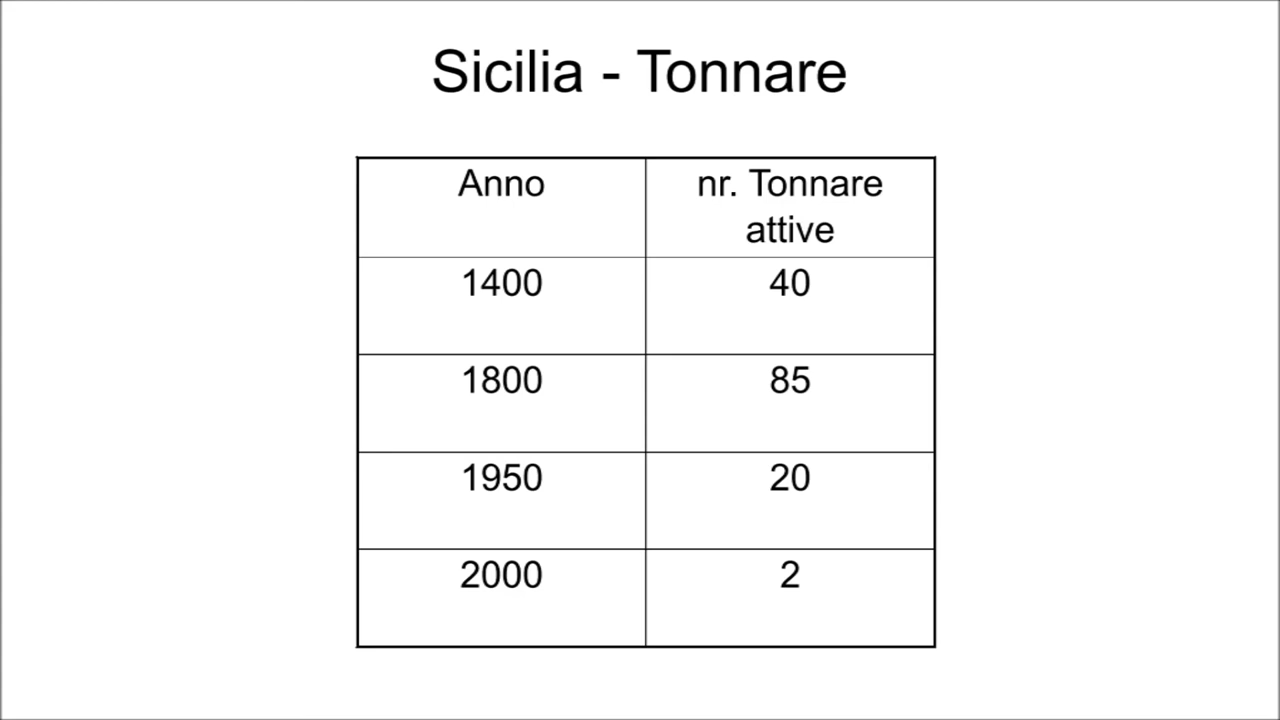 Sicilia - Tonnare
Anno
nr. Tonnare
attive
1400 40
1800 85
1950 20
2000 2